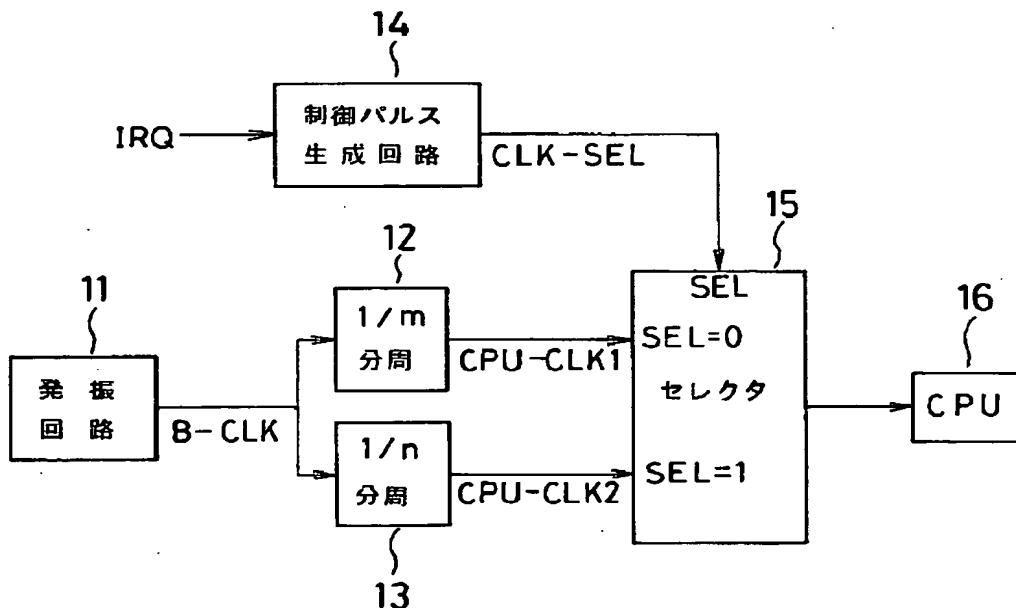 14
制御パルス
生成回路
IRQ
CLK-SEL
15
12
SEL
11
1/m
分周
CPU-CLK1
SEL=0
16
発振
回路
B-CLK
セレクタ
CPU
1/n
分周
CPU-CLK2
SEL=1
13